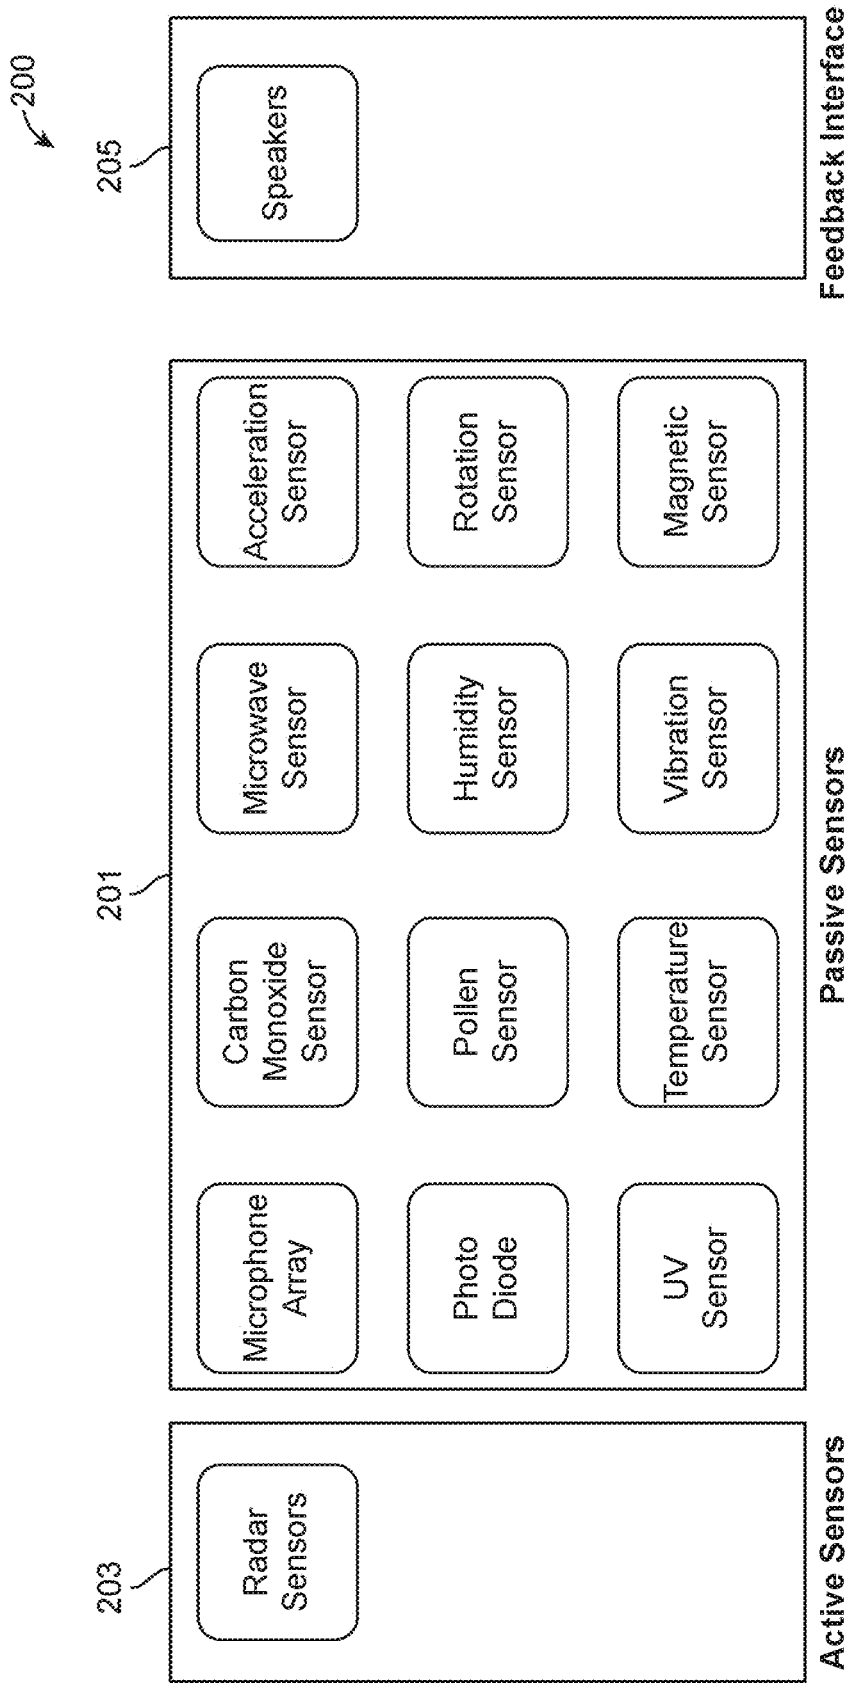 200
203
201
205
Radar
Sensors
Microphone
Array
Carbon
Monoxide
Sensor
Microwave
Sensor
Acceleration
Sensor
Speakers
Photo
Diode
Pollen
Sensor
Humidity
Sensor
Rotation
Sensor
UV
Sensor
Temperature
Sensor
Vibration
Sensor
Magnetic
Sensor
Active Sensors
Passive Sensors
Feedback Interface